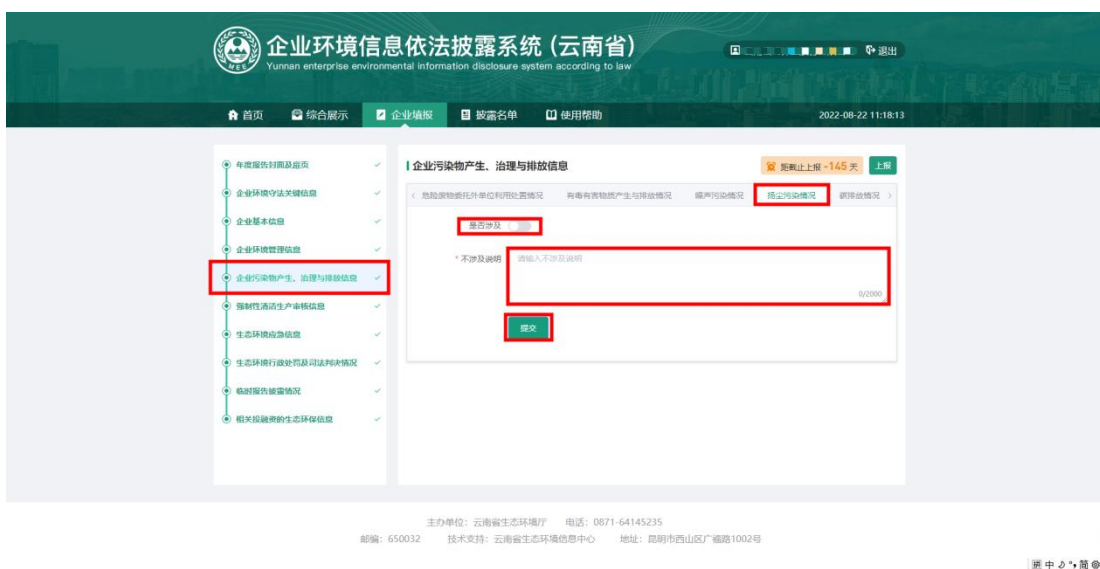 企业环境信息依法披露系统 (云南省)
Yunnan enterprise environmental information disclosure system according to law
退出
首页 综合展示 企业填报 披露名单 使用帮助 2022-08-22 11:18:13
年度报告封面及扉页
企业环境守法关键信息
企业基本信息
企业环境管理信息
企业污染物产生、治理与排放信息
强制性清洁生产审核信息
生态环境应急信息
生态环境行政处罚及司法判决情况
临时报告披露情况
相关投融资的生态环保信息
企业污染物产生、治理与排放信息 距截止上报 -145 天 上报
危险废物委托外单位利用处置情况 有毒有害物质产生与排放情况 噪声污染情况 扬尘污染情况 碳排放情况
是否涉及
* 不涉及说明 请输入不涉及说明
0/2000
提交
主办单位：云南省生态环境厅 电话：0871-64145235
邮编：650032 技术支持：云南省生态环境信息中心 地址：昆明市西山区广福路1002号
中 简